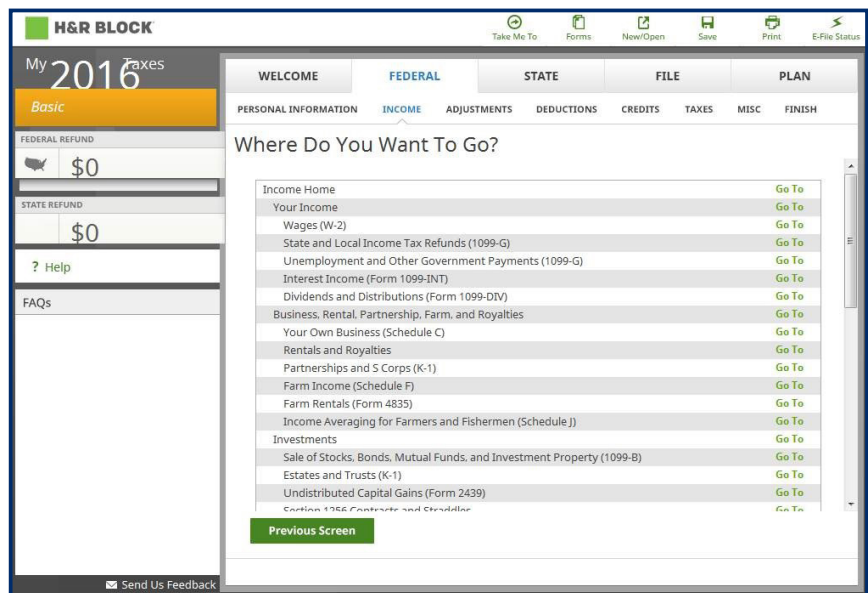 H&R BLOCK
Take Me To
Forms
New/Open
Save
Print
E-File Status
My 2016 Taxes
Basic
FEDERAL REFUND
$0
STATE REFUND
$0
? Help
FAQs
Send Us Feedback
WELCOME
FEDERAL
STATE
FILE
PLAN
PERSONAL INFORMATION
INCOME
ADJUSTMENTS
DEDUCTIONS
CREDITS
TAXES
MISC
FINISH
Where Do You Want To Go?
Income Home Go To
Your Income Go To
Wages (W-2) Go To
State and Local Income Tax Refunds (1099-G) Go To
Unemployment and Other Government Payments (1099-G) Go To
Interest Income (Form 1099-INT) Go To
Dividends and Distributions (Form 1099-DIV) Go To
Business, Rental, Partnership, Farm, and Royalties Go To
Your Own Business (Schedule C) Go To
Rentals and Royalties Go To
Partnerships and S Corps (K-1) Go To
Farm Income (Schedule F) Go To
Farm Rentals (Form 4835) Go To
Income Averaging for Farmers and Fishermen (Schedule J) Go To
Investments Go To
Sale of Stocks, Bonds, Mutual Funds, and Investment Property (1099-B) Go To
Estates and Trusts (K-1) Go To
Undistributed Capital Gains (Form 2439) Go To
Section 1256 Contracts and Straddles Go To
Previous Screen